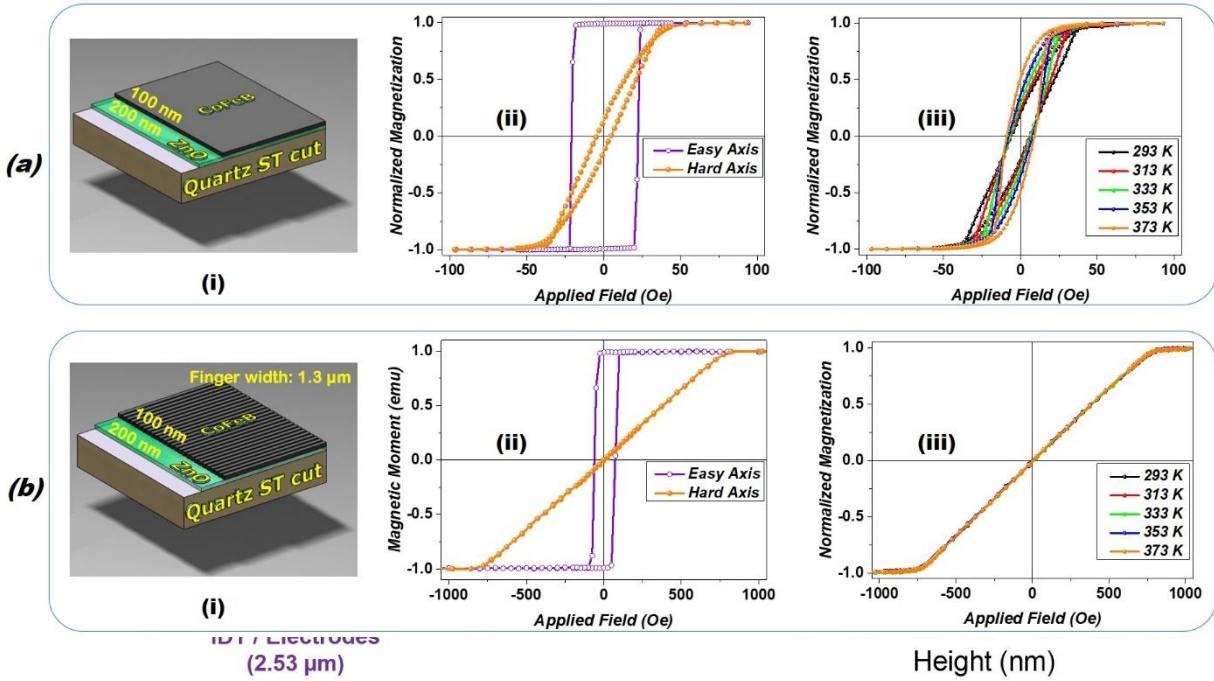 (a)
100 nm
CoFeB
200 nm
ZnO
Quartz ST cut
(i)
Normalized Magnetization
1.0
0.5
0.0
-0.5
-1.0
(ii)
Easy Axis
Hard Axis
-100
-50
0
50
100
Applied Field (Oe)
Normalized Magnetization
1.0
0.5
0.0
-0.5
-1.0
(iii)
293 K
313 K
333 K
353 K
373 K
-100
-50
0
50
100
Applied Field (Oe)
(b)
Finger width: 1.3 µm
100 nm
CoFeB
200 nm
ZnO
Quartz ST cut
(i)
Magnetic Moment (emu)
1.0
0.5
0.0
-0.5
-1.0
(ii)
Easy Axis
Hard Axis
-1000
-500
0
500
1000
Applied Field (Oe)
Normalized Magnetization
1.0
0.5
0.0
-0.5
-1.0
(iii)
293 K
313 K
333 K
353 K
373 K
-1000
-500
0
500
1000
Applied Field (Oe)
IDT / Electrodes
(2.53 µm)
Height (nm)